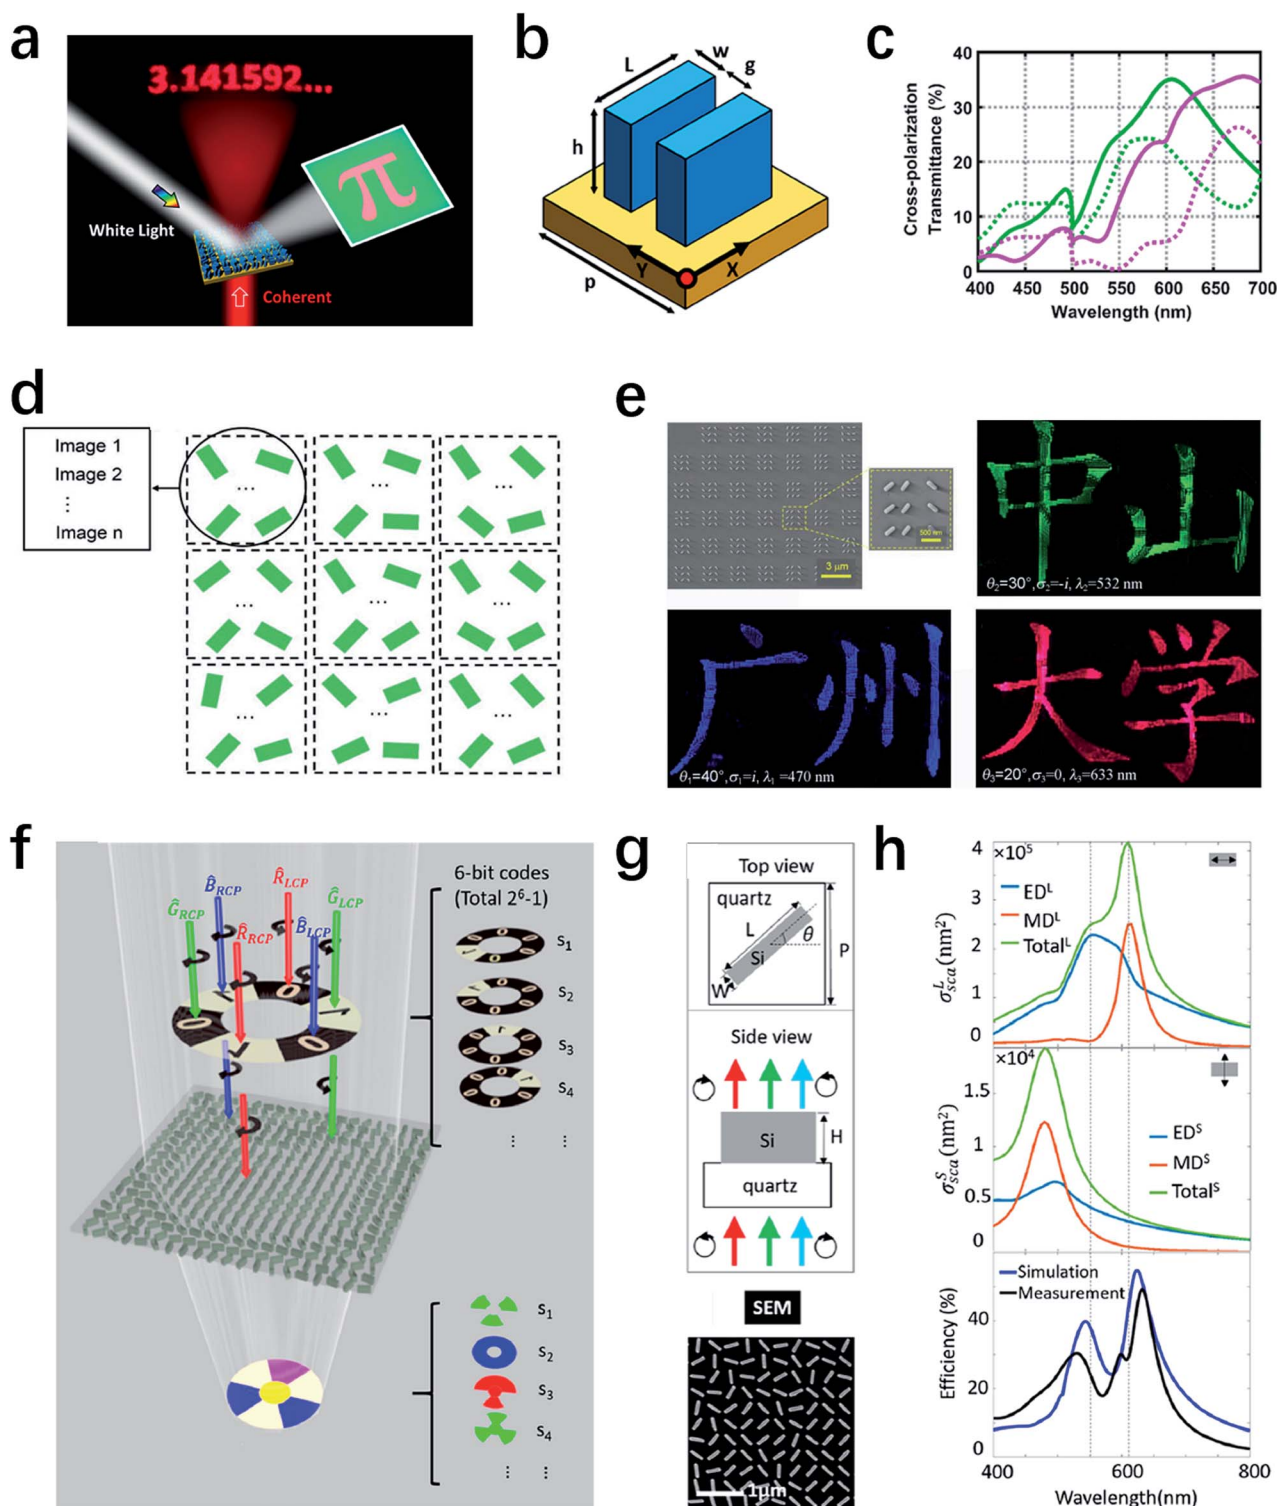 a
3.141592...
White Light
Coherent
π
b
L
w
g
h
p
Y
X
c
Cross-polarization
Transmittance (%)
40
30
20
10
0
400 450 500 550 600 650 700
Wavelength (nm)
d
Image 1
Image 2
⋮
Image n
...
...
...
...
...
...
...
...
...
e
3 μm
500 nm
中山
θ₂=30°,σ₂=-i, λ₂=532 nm
广州
θ₁=40°,σ₁=i, λ₁ =470 nm
大学
θ₃=20°,σ₃=0, λ₃=633 nm
f
6-bit codes
(Total 2⁶-1)
Ĝ_RCP
B̂_RCP
R̂_LCP
Ĝ_LCP
R̂_RCP
B̂_LCP
1
0
0
1
1
0
S₁
S₂
S₃
S₄
⋮ ⋮
S₁
S₂
S₃
S₄
⋮ ⋮
g
Top view
quartz
L
θ
Si
W
P
Side view
Si
H
quartz
SEM
1μm
h
×10⁵
4
3
2
1
0
σ^L_sca (nm²)
ED^L
MD^L
Total^L
×10⁴
1.5
1
0.5
0
σ^S_sca (nm²)
ED^S
MD^S
Total^S
Simulation
Measurement
Efficiency (%)
40
20
0
400 600 800
Wavelength(nm)